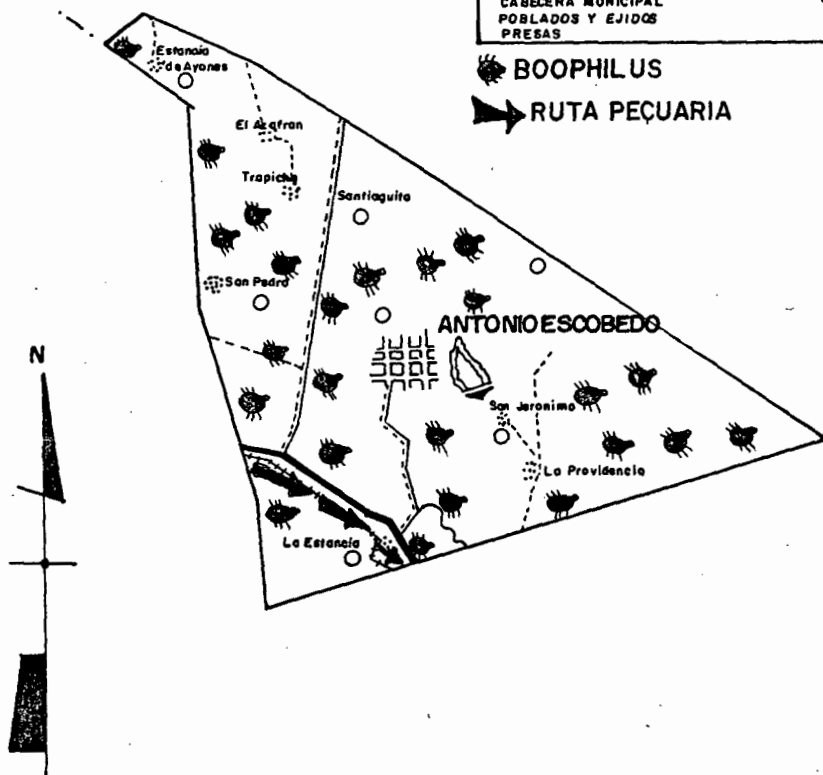 CABECERA MUNICIPAL
POBLADOS Y EJIDOS
PRESAS
BOOPHILUS
RUTA PEÇUARIA
Estancia
de Ayones
El Azafran
Trapiche
Santiaguito
San Pedro
ANTONIO ESCOBEDO
N
San Jeronimo
La Providencia
La Estancia